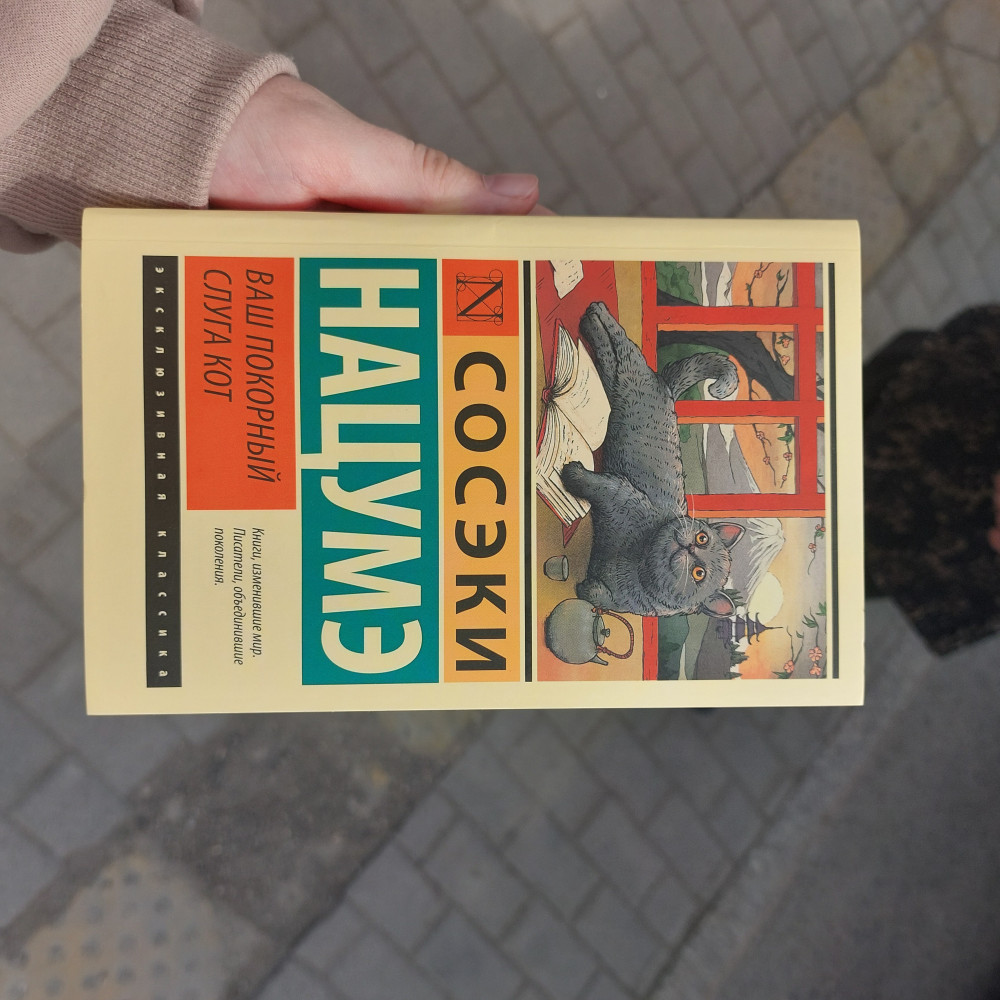 N
СОСЭКИ
НАЦУМЭ
ВАШ ПОКОРНЫЙ
СЛУГА КОТ
Книги, изменившие мир.
Писатели, объединившие
поколения.
ЭКСКЛЮЗИВНАЯ КЛАССИКА